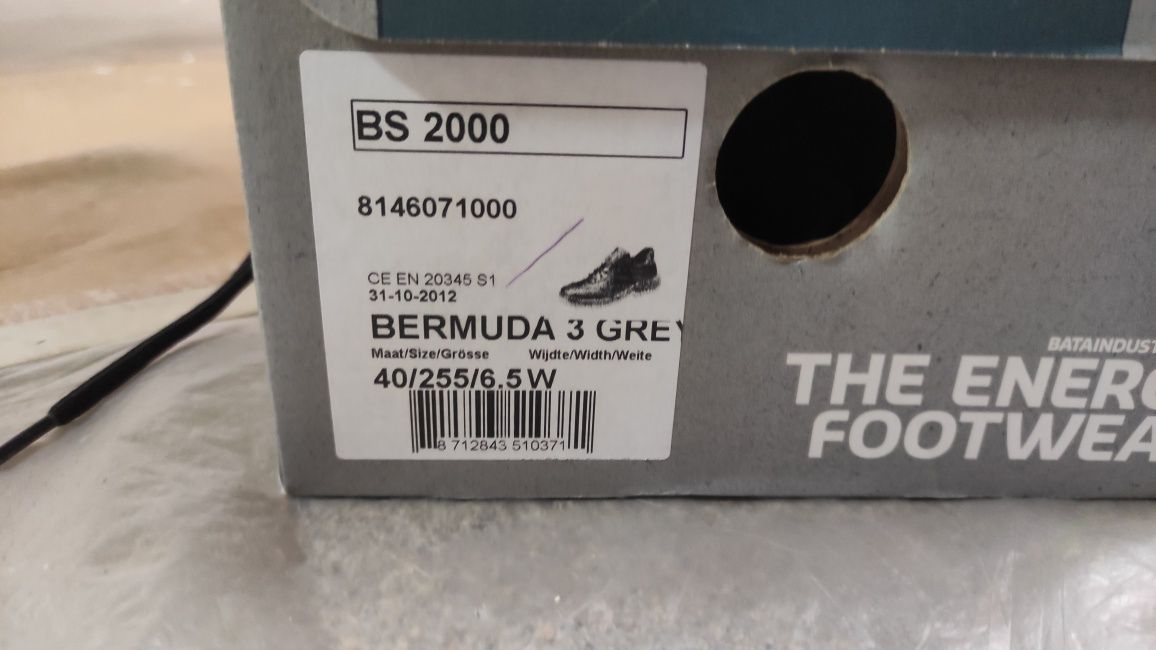 BS 2000
8146071000
CE EN 20345 S1
31-10-2012
BERMUDA 3 GREY
Maat/Size/Grösse Wijdte/Width/Weite
40/255/6.5 W
8 712843 510371
BATAINDUST
THE ENERG
FOOTWEA